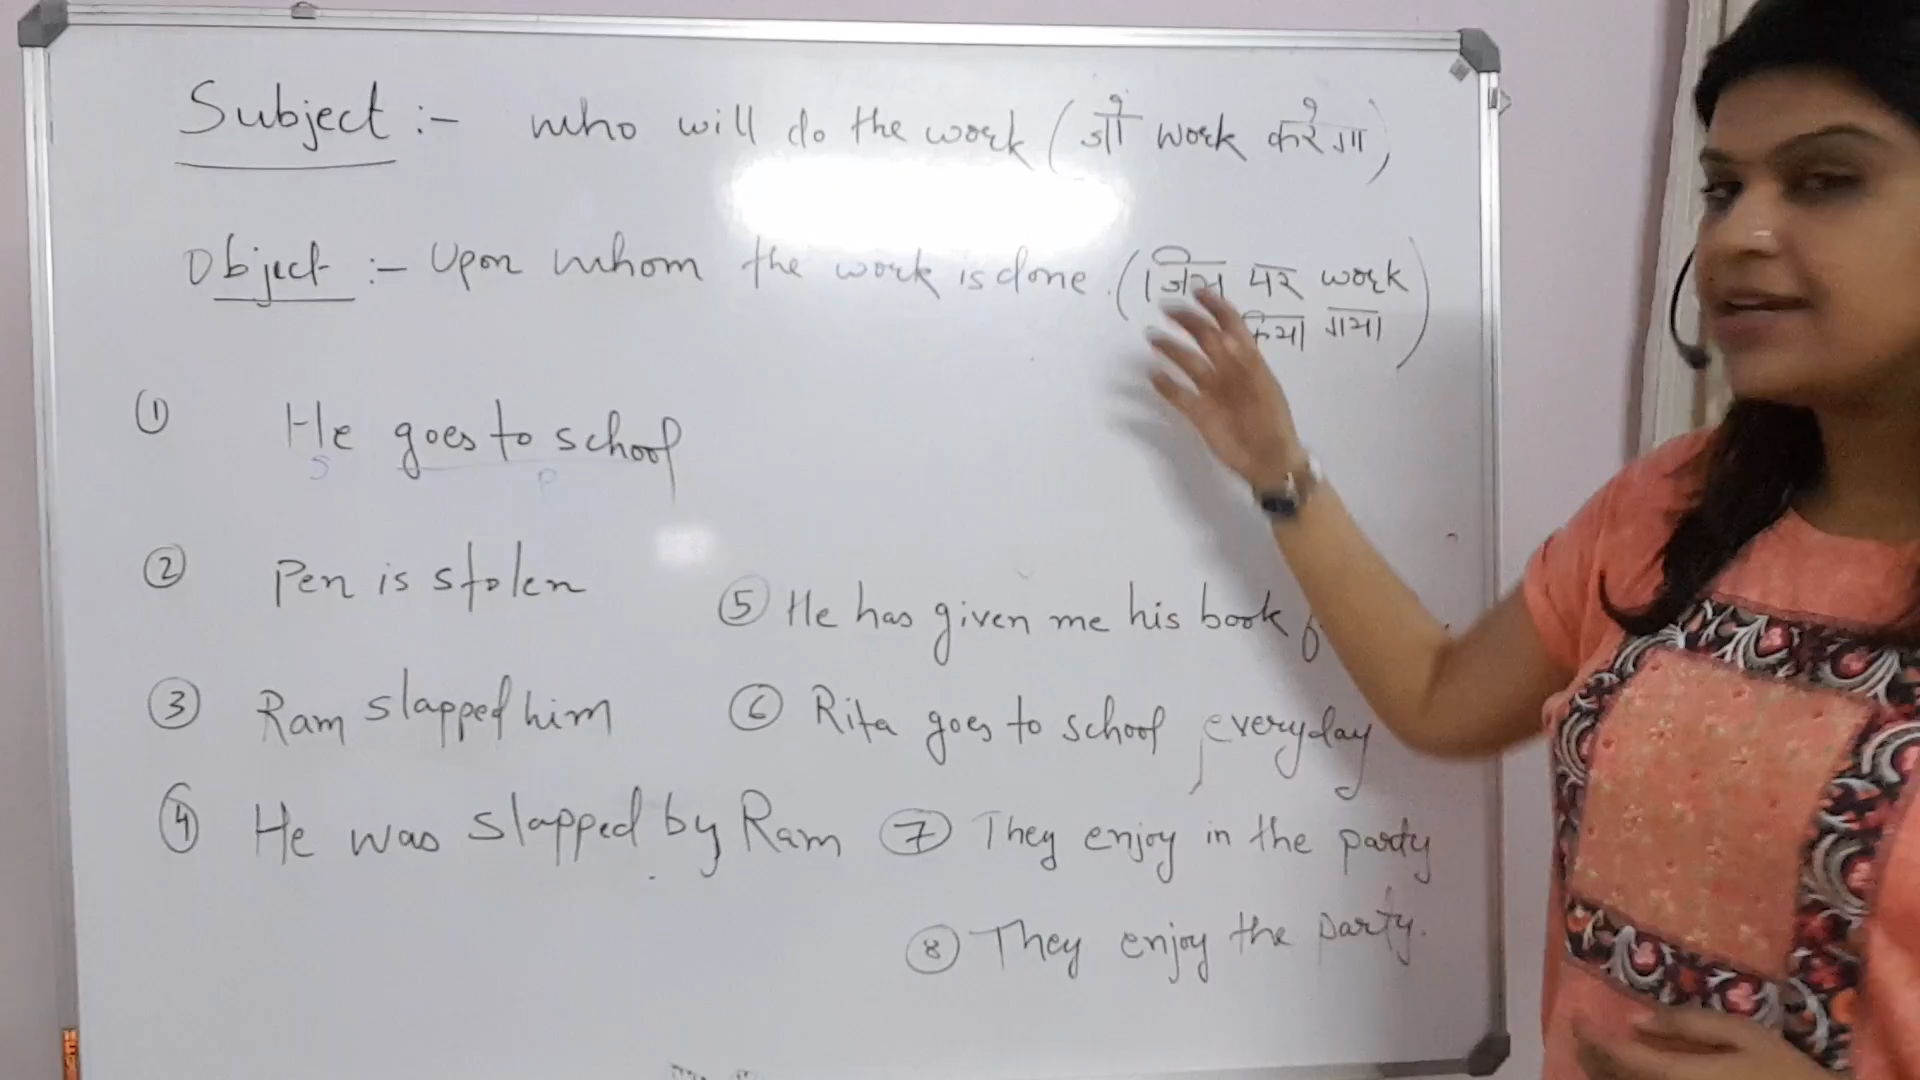 Subject :- who will do the work (जो work करेगा)
Object :- Upon whom the work is done. (जिस पर work
किया गया)
① He goes to school
S P
② Pen is stolen
③ Ram slapped him
④ He was slapped by Ram
⑤ He has given me his book
⑥ Rita goes to school everyday
⑦ They enjoy in the party
⑧ They enjoy the party.